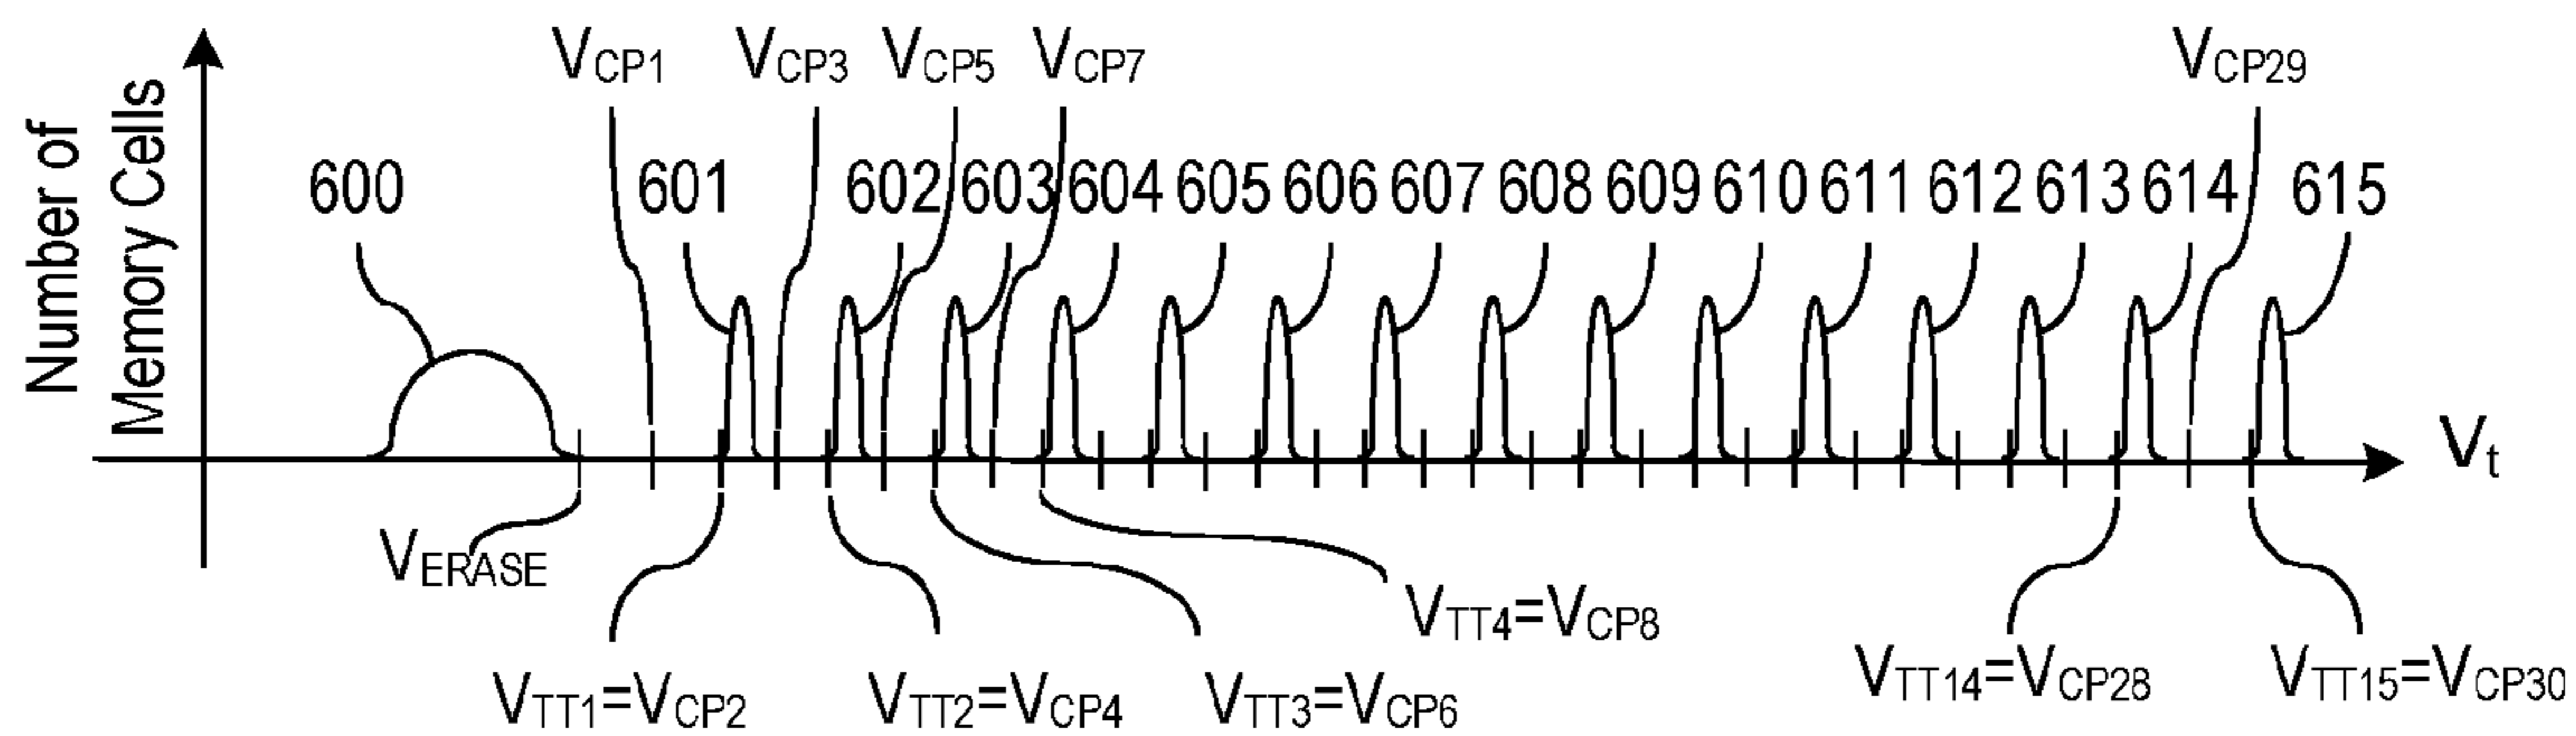 Number of
Memory Cells
VCP1 VCP3 VCP5 VCP7 VCP29
600 601 602 603 604 605 606 607 608 609 610 611 612 613 614 615
Vt
VERASE
VTT4=VCP8
VTT1=VCP2 VTT2=VCP4 VTT3=VCP6 VTT14=VCP28 VTT15=VCP30